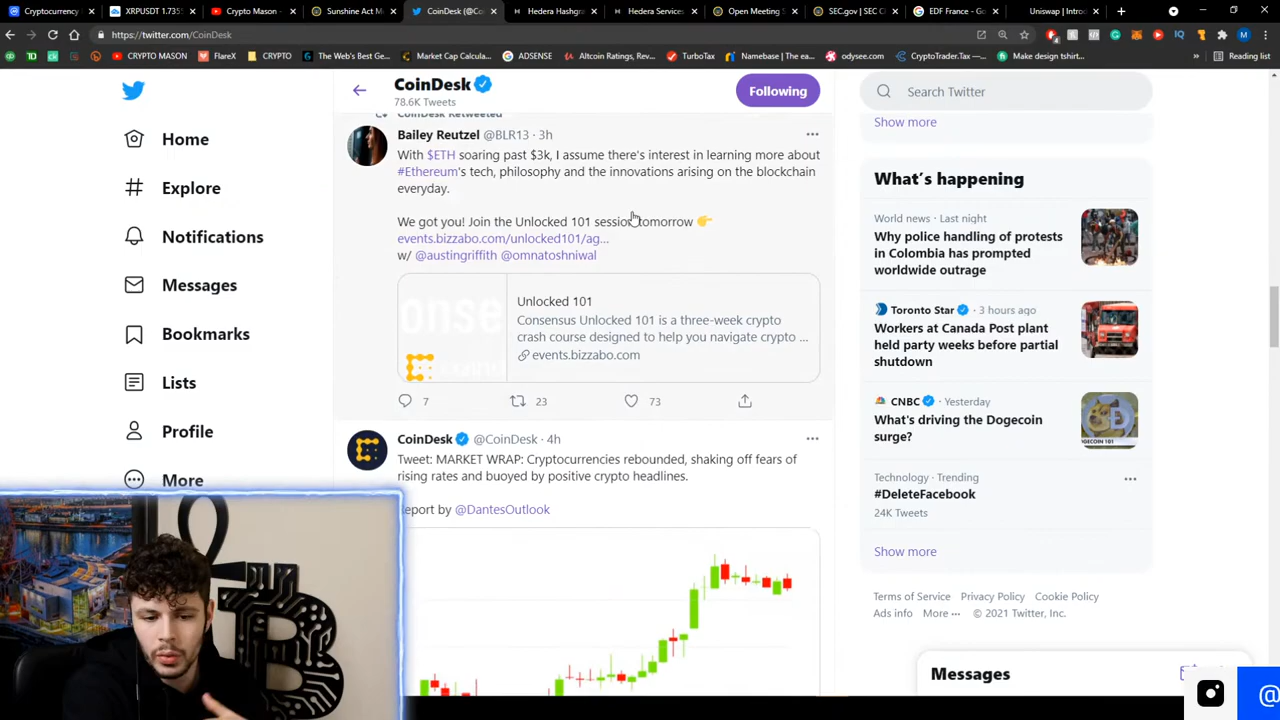 Cryptocurrency
XRPUSDT 1.7355
Crypto Mason -
Sunshine Act M
CoinDesk (@Co
Hedera Hashgra
Hedera Services
Open Meeting S
SEC.gov | SEC C
EDF France - Go
Uniswap | Introd
https://twitter.com/CoinDesk
CRYPTO MASON
FlareX
CRYPTO
The Web's Best Ge...
Market Cap Calcula...
ADSENSE
Altcoin Ratings, Rev...
TurboTax
Namebase | The ea...
odysee.com
CryptoTrader.Tax
Make design tshirt...
»
Reading list
Home
Explore
Notifications
Messages
Bookmarks
Lists
Profile
More
CoinDesk
78.6K Tweets
Following
CoinDesk Retweeted
Bailey Reutzel @BLR13 · 3h
With $ETH soaring past $3k, I assume there's interest in learning more about
#Ethereum's tech, philosophy and the innovations arising on the blockchain
everyday.
We got you! Join the Unlocked 101 session tomorrow 👉
events.bizzabo.com/unlocked101/ag...
w/ @austingriffith @omnatoshniwal
Unlocked 101
Consensus Unlocked 101 is a three-week crypto
crash course designed to help you navigate crypto ...
events.bizzabo.com
7
23
73
CoinDesk @CoinDesk · 4h
Tweet: MARKET WRAP: Cryptocurrencies rebounded, shaking off fears of
rising rates and buoyed by positive crypto headlines.
eport by @DantesOutlook
Search Twitter
Show more
What's happening
World news · Last night
Why police handling of protests
in Colombia has prompted
worldwide outrage
Toronto Star · 3 hours ago
Workers at Canada Post plant
held party weeks before partial
shutdown
CNBC · Yesterday
What's driving the Dogecoin
surge?
DOGECOIN 101
Technology · Trending
#DeleteFacebook
24K Tweets
Show more
Terms of Service Privacy Policy Cookie Policy
Ads info More ··· © 2021 Twitter, Inc.
Messages
@